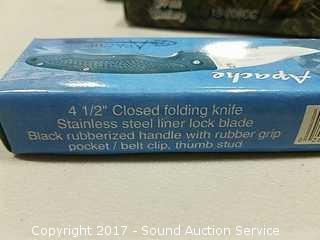 Apache
4 1/2" Closed folding knife
Stainless steel liner lock blade
Black rubberized handle with rubber grip
pocket / belt clip, thumb stud
Copyright 2017 - Sound Auction Service